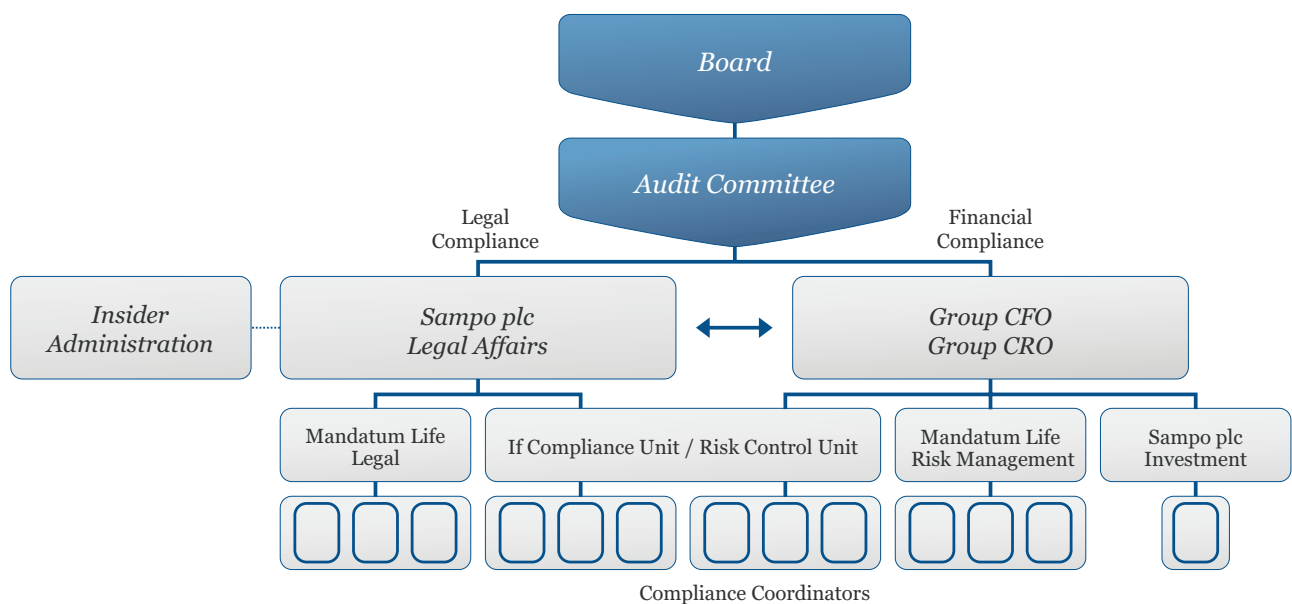 Board
Audit Committee
Legal
Compliance
Financial
Compliance
Insider
Administration
Sampo plc
Legal Affairs
Group CFO
Group CRO
Mandatum Life
Legal
If Compliance Unit / Risk Control Unit
Mandatum Life
Risk Management
Sampo plc
Investment
Compliance Coordinators